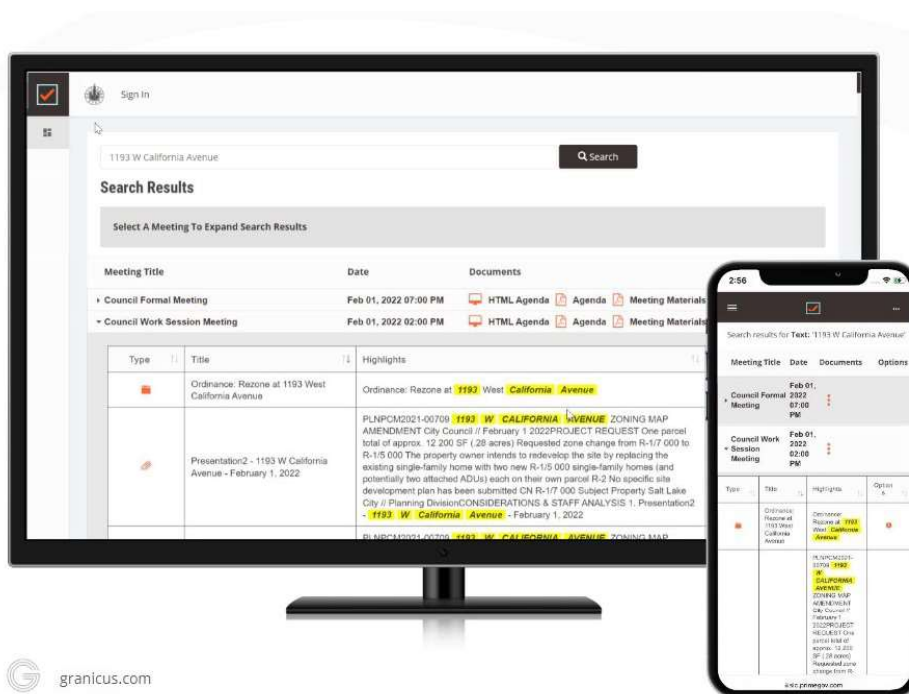 Sign In
1193 W California Avenue
Search
Search Results
Select A Meeting To Expand Search Results
Meeting Title Date Documents
Council Formal Meeting Feb 01, 2022 07:00 PM HTML Agenda Agenda Meeting Materials
Council Work Session Meeting Feb 01, 2022 02:00 PM HTML Agenda Agenda Meeting Materials
Type Title Highlights
Ordinance: Rezone at 1193 West
California Avenue
Ordinance: Rezone at 1193 West California Avenue
Presentation2 - 1193 W California
Avenue - February 1, 2022
PLNPCM2021-00709 1193 W CALIFORNIA AVENUE ZONING MAP
AMENDMENT City Council // February 1 2022PROJECT REQUEST One parcel
total of approx. 12 200 SF (.28 acres) Requested zone change from R-1/7 000 to
R-1/5 000 The property owner intends to redevelop the site by replacing the
existing single-family home with two new R-1/5 000 single-family homes (and
potentially two attached ADUs) each on their own parcel R-2 No specific site
development plan has been submitted CN R-1/7 000 Subject Property Salt Lake
City // Planning DivisionCONSIDERATIONS & STAFF ANALYSIS 1. Presentation2
- 1193 W California Avenue - February 1, 2022
PLNPCM2021-00709 1193 W CALIFORNIA AVENUE ZONING MAP
2:56
Search results for Text: '1193 W California Avenue'
Meeting Title Date Documents Options
Council Formal
Meeting
Feb 01,
2022
07:00
PM
Council Work
Session
Meeting
Feb 01,
2022
02:00
PM
Type Title Highlights Option
s
Ordinance:
Rezone at
1193 West
California
Avenue
Ordinance:
Rezone at 1193
West California
Avenue
PLNPCM2021-
00709 1193
W
CALIFORNIA
AVENUE
ZONING MAP
AMENDMENT
City Council //
February 1
2022PROJECT
REQUEST One
parcel total of
approx. 12 200
SF (.28 acres)
Requested zone
change from R-
slc.primegov.com
granicus.com